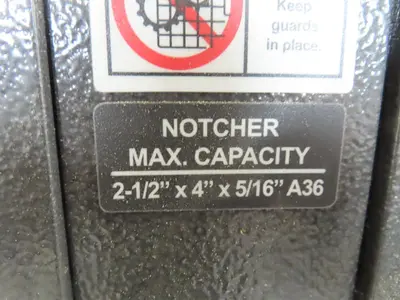 Keep
guards
in place.
NOTCHER
MAX. CAPACITY
2-1/2" x 4" x 5/16" A36